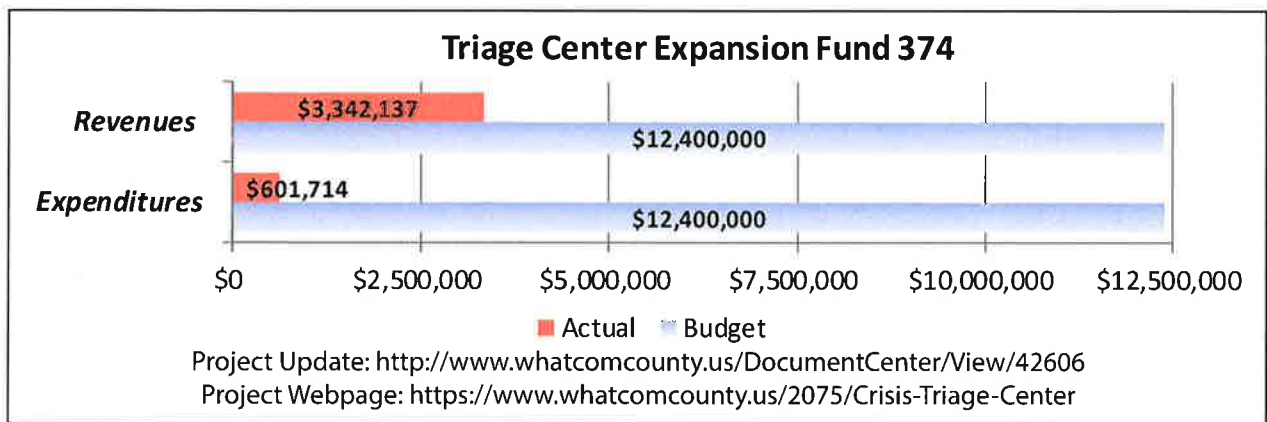 Triage Center Expansion Fund 374
Revenues
$3,342,137
$12,400,000
Expenditures
$601,714
$12,400,000
$0 $2,500,000 $5,000,000 $7,500,000 $10,000,000 $12,500,000
Actual Budget
Project Update: http://www.whatcomcounty.us/DocumentCenter/View/42606
Project Webpage: https://www.whatcomcounty.us/2075/Crisis-Triage-Center